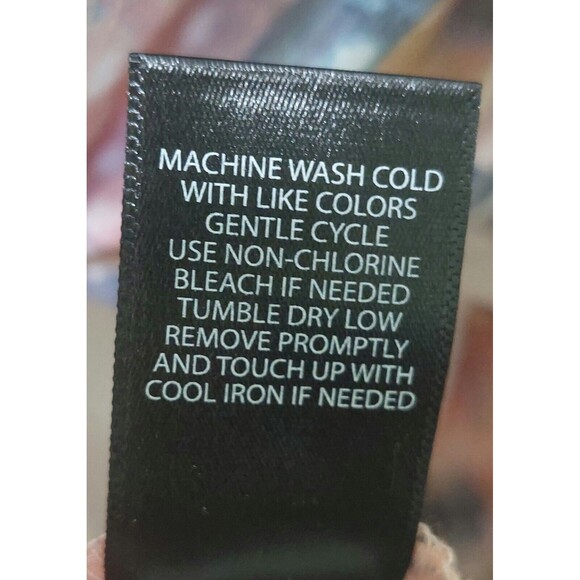 MACHINE WASH COLD
WITH LIKE COLORS
GENTLE CYCLE
USE NON-CHLORINE
BLEACH IF NEEDED
TUMBLE DRY LOW
REMOVE PROMPTLY
AND TOUCH UP WITH
COOL IRON IF NEEDED